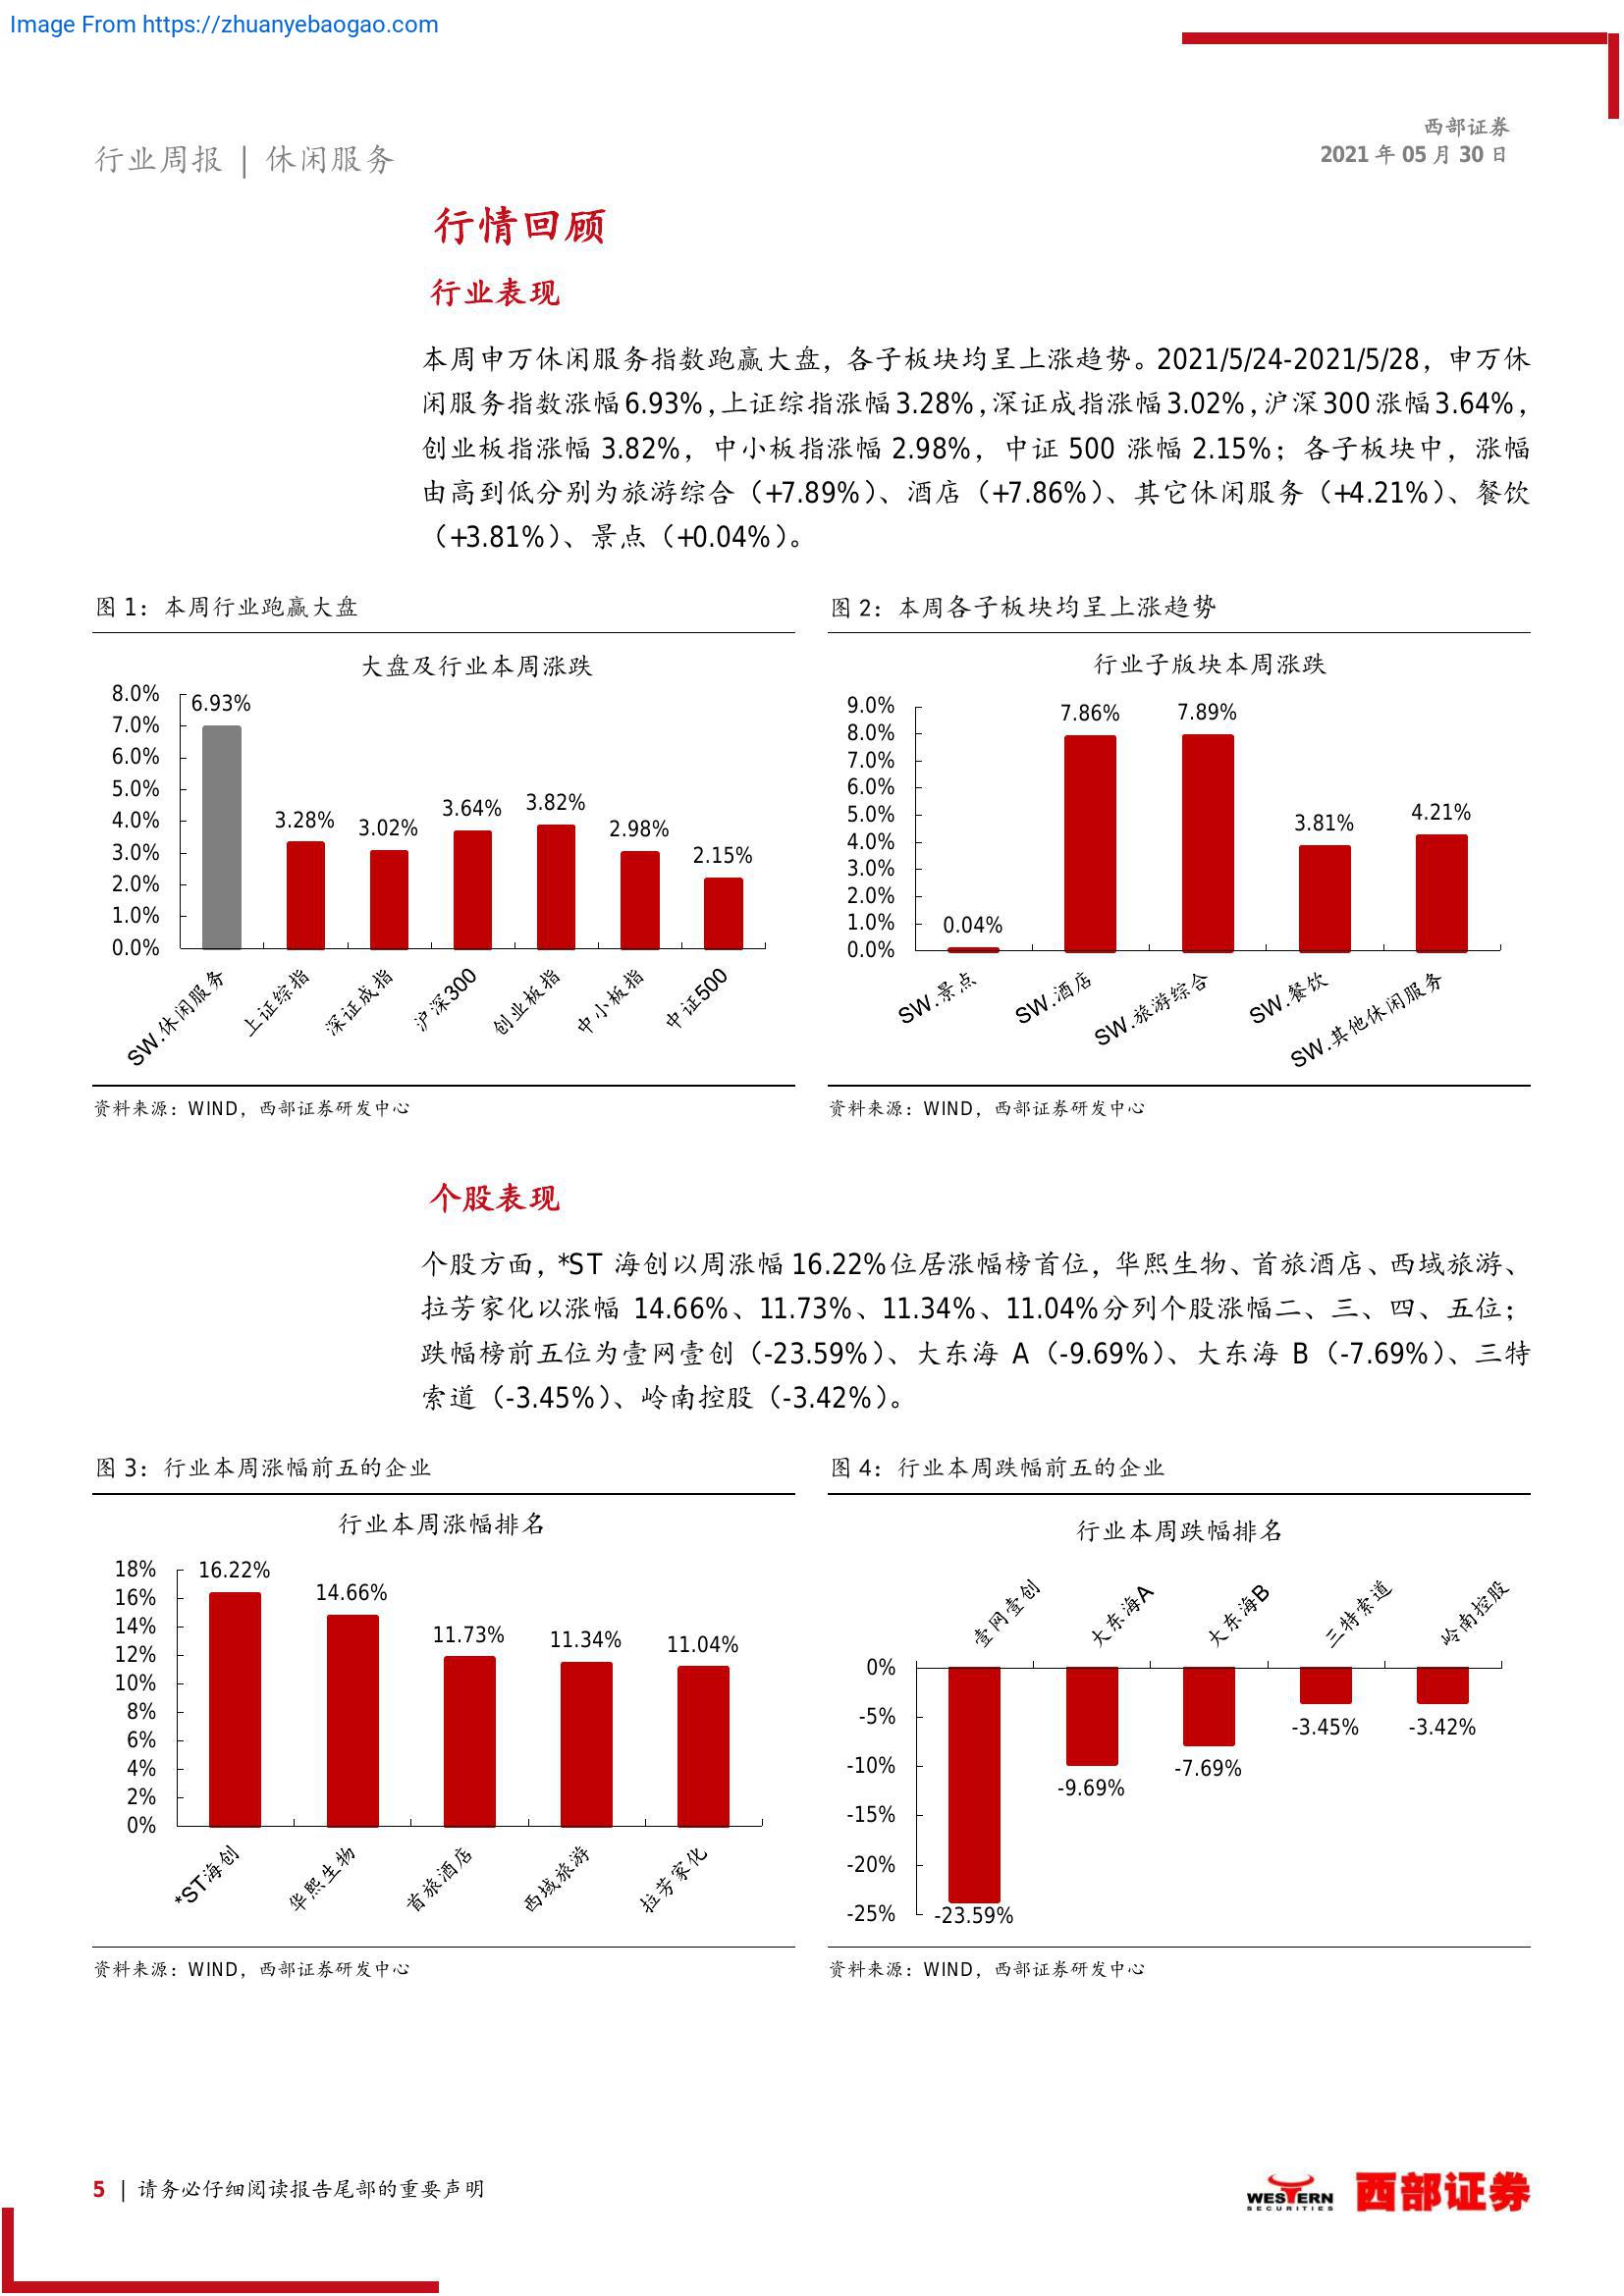 Image From https://zhuanyebaogao.com
西部证券
2021 年 05 月 30 日
行业周报 | 休闲服务
行情回顾
行业表现
本周申万休闲服务指数跑赢大盘，各子板块均呈上涨趋势。2021/5/24-2021/5/28，申万休
闲服务指数涨幅6.93%，上证综指涨幅3.28%，深证成指涨幅3.02%，沪深300涨幅3.64%，
创业板指涨幅 3.82%，中小板指涨幅 2.98%，中证 500 涨幅 2.15%；各子板块中，涨幅
由高到低分别为旅游综合（+7.89%）、酒店（+7.86%）、其它休闲服务（+4.21%）、餐饮
（+3.81%）、景点（+0.04%）。
图 1：本周行业跑赢大盘
大盘及行业本周涨跌
8.0%
7.0%
6.0%
5.0%
4.0%
3.0%
2.0%
1.0%
0.0%
6.93%
3.28%
3.02%
3.64%
3.82%
2.98%
2.15%
SW.休闲服务
上证综指
深证成指
沪深300
创业板指
中小板指
中证500
资料来源：WIND，西部证券研发中心
图 2：本周各子板块均呈上涨趋势
行业子版块本周涨跌
9.0%
8.0%
7.0%
6.0%
5.0%
4.0%
3.0%
2.0%
1.0%
0.0%
0.04%
7.86%
7.89%
3.81%
4.21%
SW.景点
SW.酒店
SW.旅游综合
SW.餐饮
SW.其他休闲服务
资料来源：WIND，西部证券研发中心
个股表现
个股方面，*ST 海创以周涨幅 16.22%位居涨幅榜首位，华熙生物、首旅酒店、西域旅游、
拉芳家化以涨幅 14.66%、11.73%、11.34%、11.04%分列个股涨幅二、三、四、五位；
跌幅榜前五位为壹网壹创（-23.59%）、大东海 A（-9.69%）、大东海 B（-7.69%）、三特
索道（-3.45%）、岭南控股（-3.42%）。
图 3：行业本周涨幅前五的企业
行业本周涨幅排名
18%
16%
14%
12%
10%
8%
6%
4%
2%
0%
16.22%
14.66%
11.73%
11.34%
11.04%
*ST海创
华熙生物
首旅酒店
西域旅游
拉芳家化
资料来源：WIND，西部证券研发中心
图 4：行业本周跌幅前五的企业
行业本周跌幅排名
壹网壹创
大东海A
大东海B
三特索道
岭南控股
0%
-5%
-10%
-15%
-20%
-25%
-23.59%
-9.69%
-7.69%
-3.45%
-3.42%
资料来源：WIND，西部证券研发中心
5 | 请务必仔细阅读报告尾部的重要声明
WESTERN
SECURITIES
西部证券